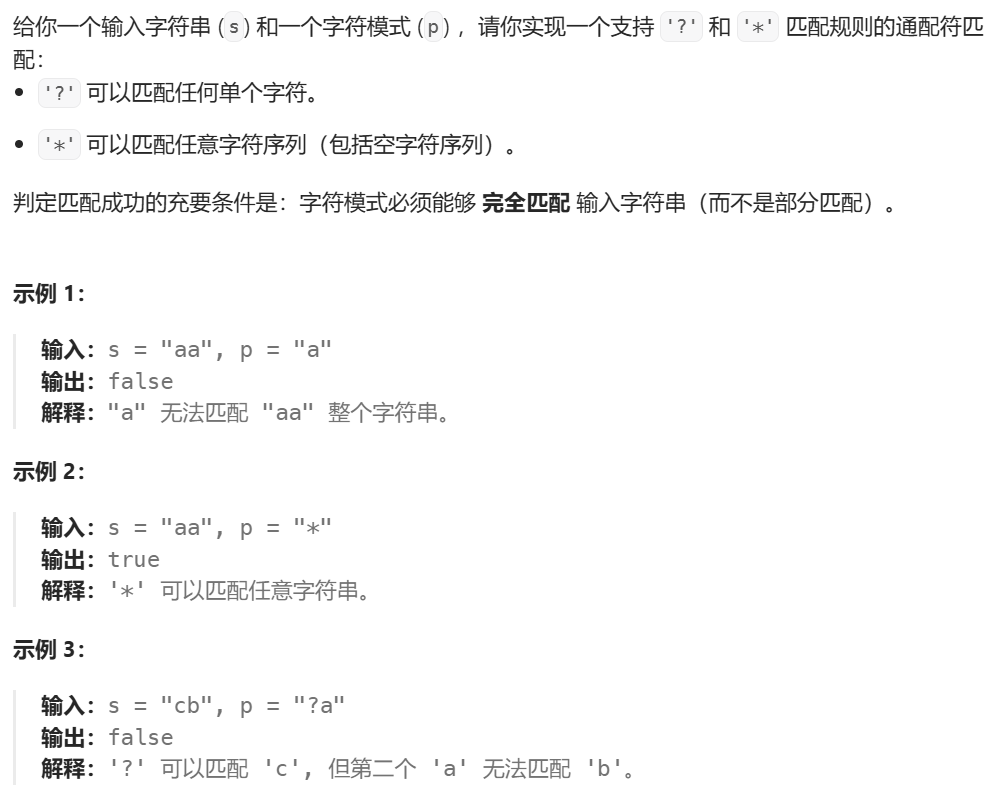 给你一个输入字符串 (s) 和一个字符模式 (p) ，请你实现一个支持 '?' 和 '*' 匹配规则的通配符匹
配：
• '?' 可以匹配任何单个字符。
• '*' 可以匹配任意字符序列（包括空字符序列）。
判定匹配成功的充要条件是：字符模式必须能够 完全匹配 输入字符串（而不是部分匹配）。
示例 1：
输入：s = "aa", p = "a"
输出：false
解释："a" 无法匹配 "aa" 整个字符串。
示例 2：
输入：s = "aa", p = "*"
输出：true
解释：'*' 可以匹配任意字符串。
示例 3：
输入：s = "cb", p = "?a"
输出：false
解释：'?' 可以匹配 'c', 但第二个 'a' 无法匹配 'b'。